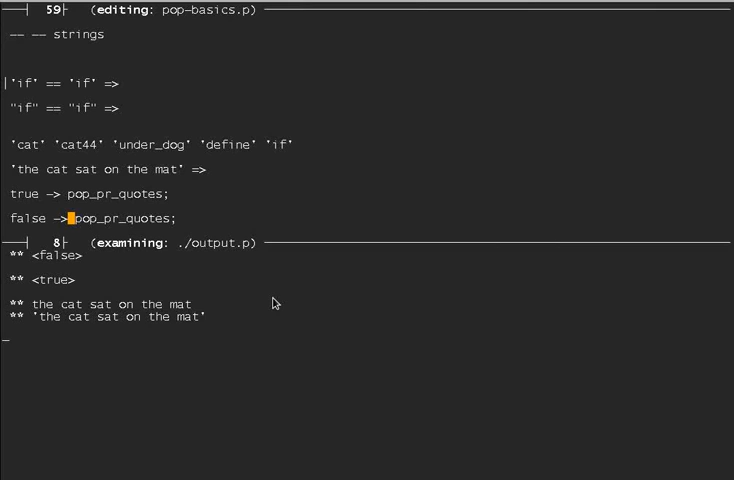 59 (editing: pop-basics.p)
-- -- strings
'if' == 'if' =>
"if" == "if" =>
'cat' 'cat44' 'under_dog' 'define' 'if'
'the cat sat on the mat' =>
true -> pop_pr_quotes;
false -> pop_pr_quotes;
8 (examining: ./output.p)
** <false>
** <true>
** the cat sat on the mat
** 'the cat sat on the mat'